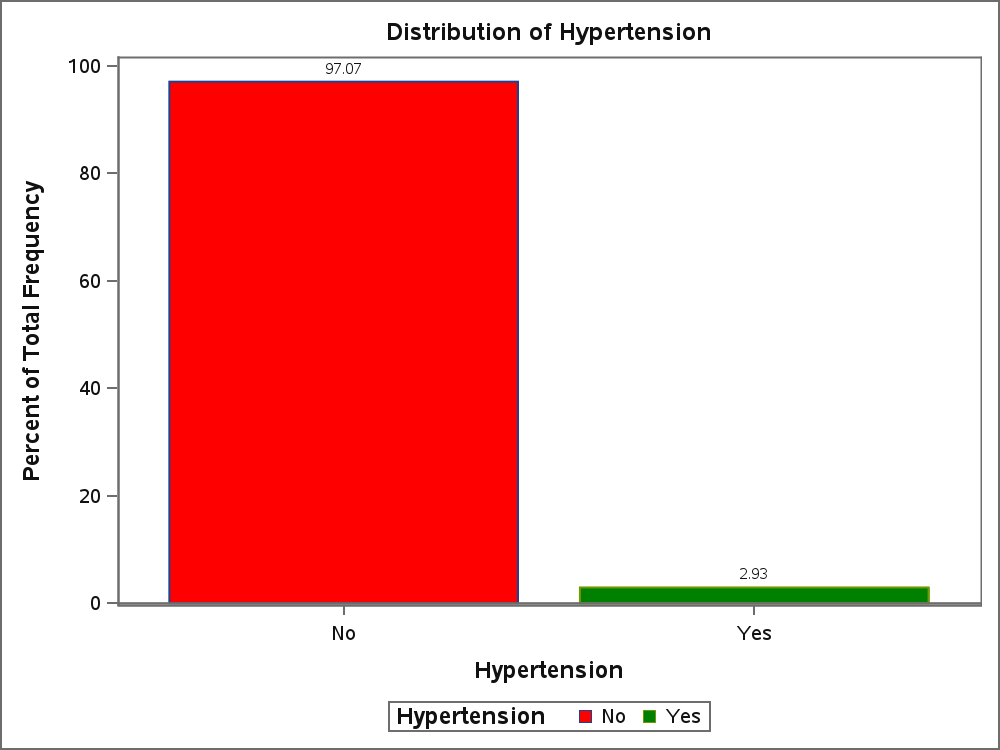 Distribution of Hypertension
Percent of Total Frequency
100
80
60
40
20
0
97.07
2.93
No
Yes
Hypertension
Hypertension No Yes